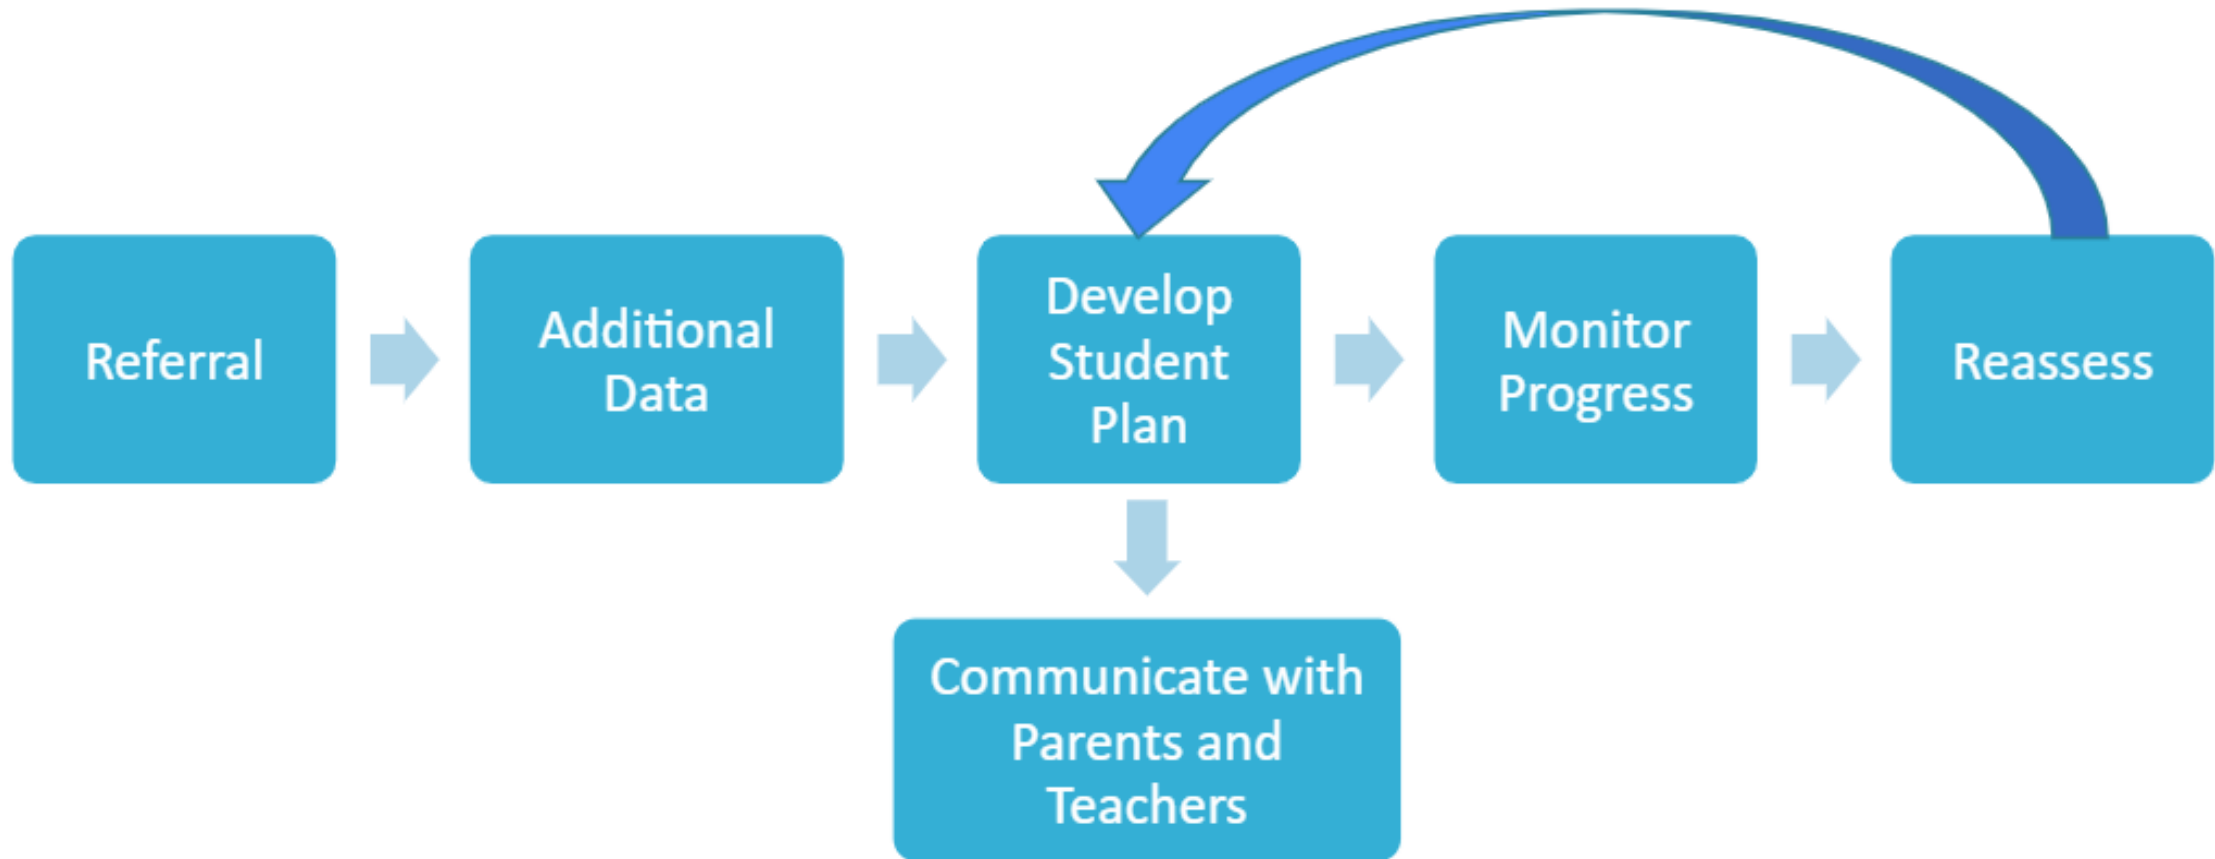 Referral
Additional
Data
Develop
Student
Plan
Monitor
Progress
Reassess
Communicate with
Parents and
Teachers